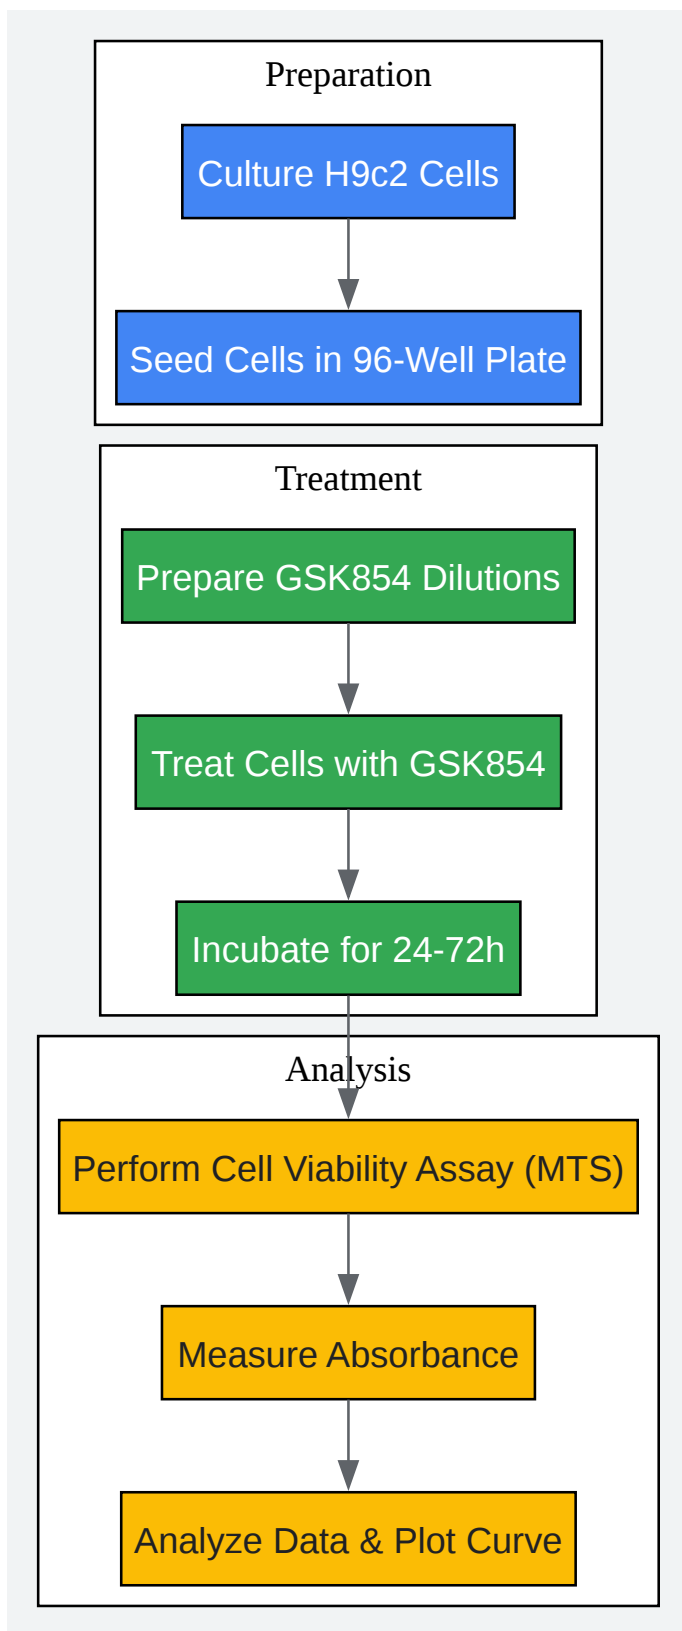 Preparation
Culture H9c2 Cells
Seed Cells in 96-Well Plate
Treatment
Prepare GSK854 Dilutions
Treat Cells with GSK854
Incubate for 24-72h
Analysis
Perform Cell Viability Assay (MTS)
Measure Absorbance
Analyze Data & Plot Curve